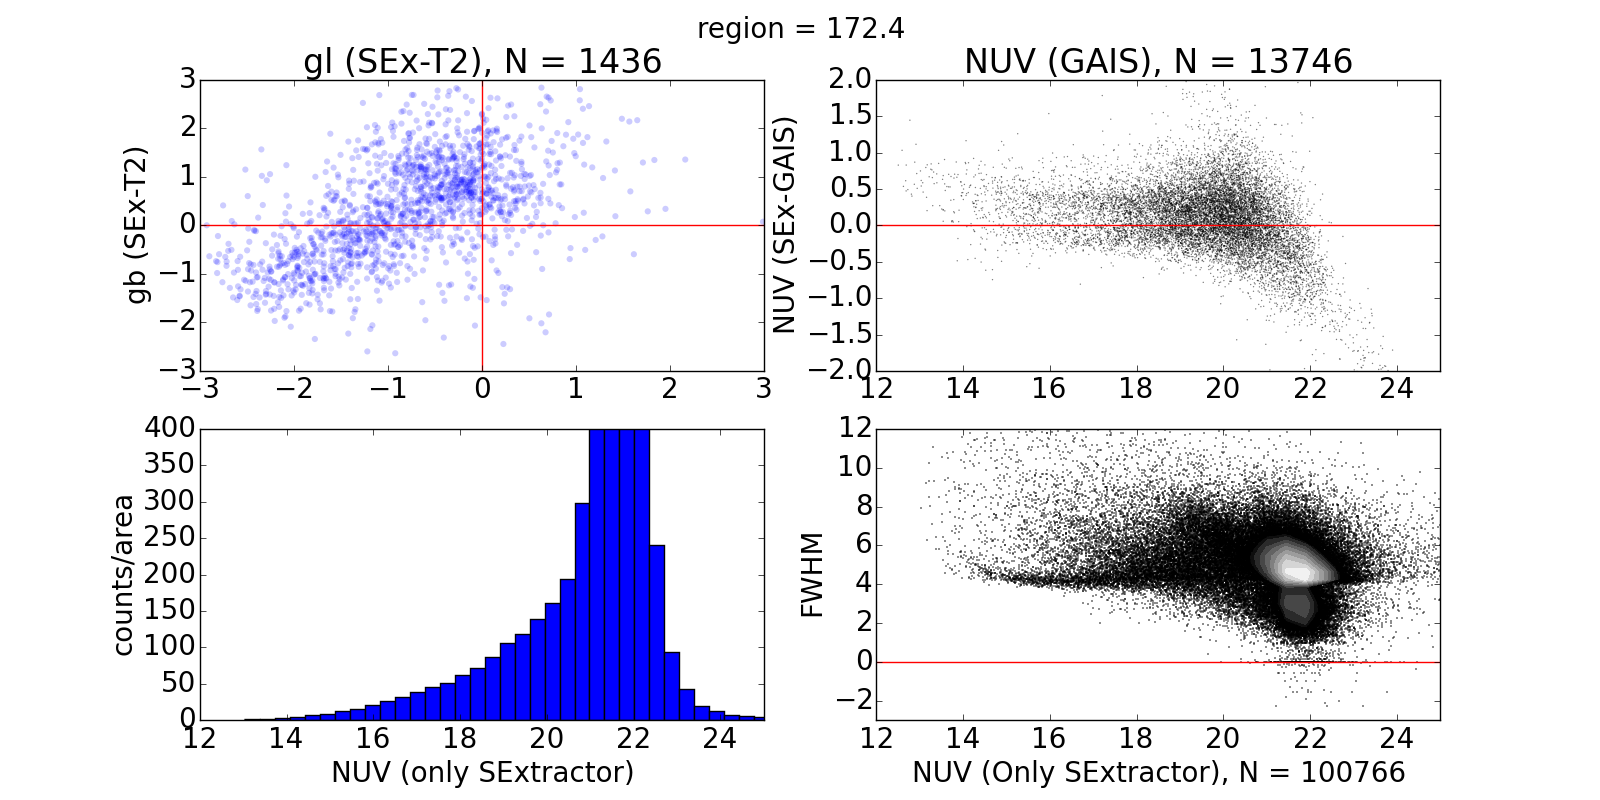 region = 172.4
gl (SEx-T2), N = 1436
NUV (GAIS), N = 13746
gb (SEx-T2)
3
2
1
0
−1
−2
−3
−3 −2 −1 0 1 2 3
NUV (SEx-GAIS)
2.0
1.5
1.0
0.5
0.0
−0.5
−1.0
−1.5
−2.0
12 14 16 18 20 22 24
counts/area
400
350
300
250
200
150
100
50
0
12 14 16 18 20 22 24
NUV (only SExtractor)
FWHM
12
10
8
6
4
2
0
−2
12 14 16 18 20 22 24
NUV (Only SExtractor), N = 100766